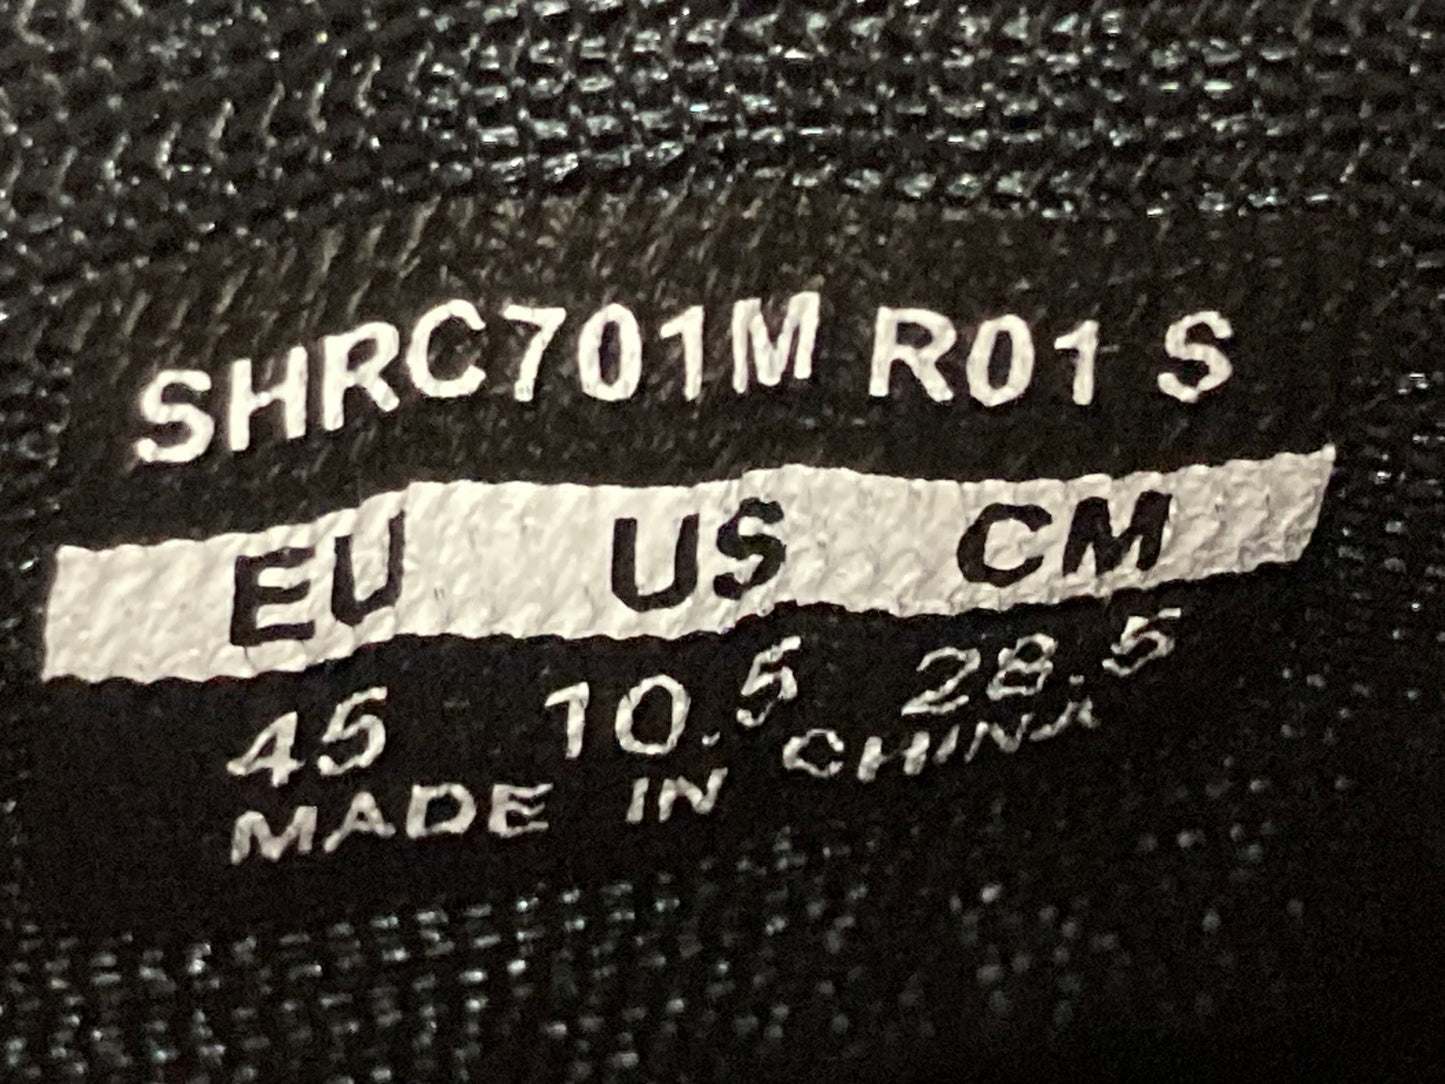 SHRC701M R01 S
EU US CM
45 10.5 28.5
MADE IN CHINA